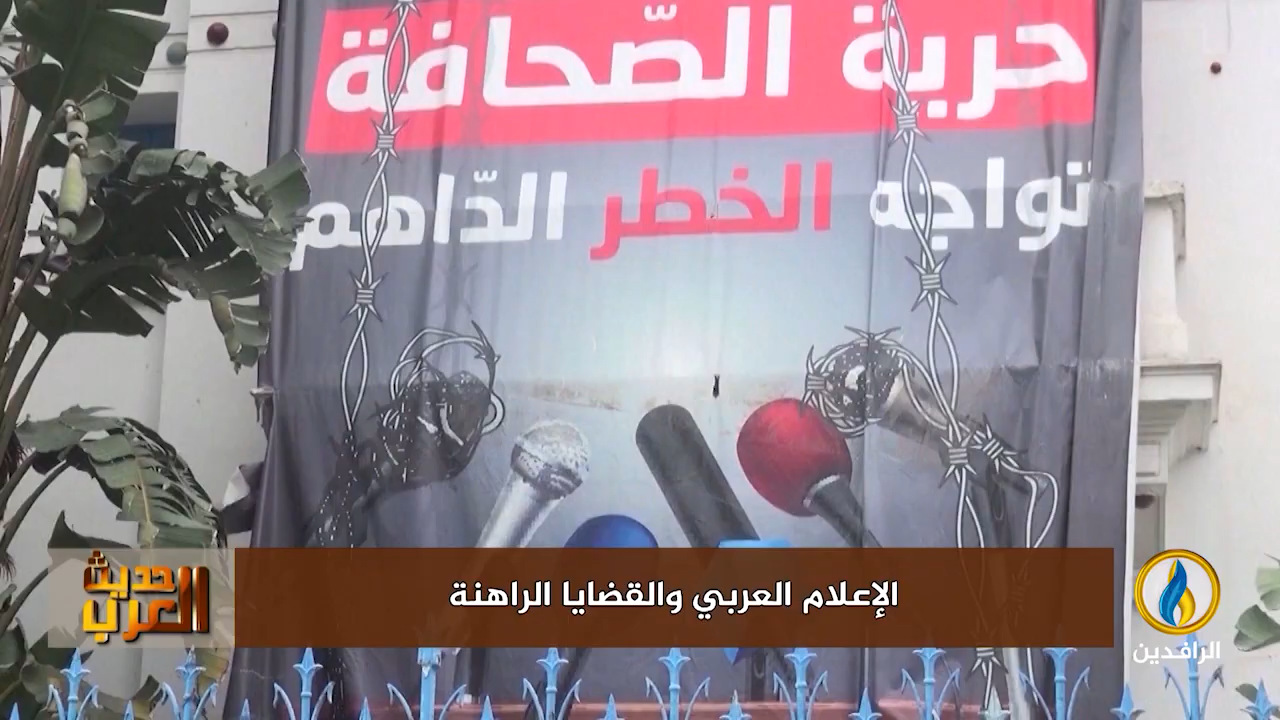 حرية الصّحافة
تواجه الخطر الدّاهم
الإعلام العربي والقضايا الراهنة
حديث العرب
الرافدين